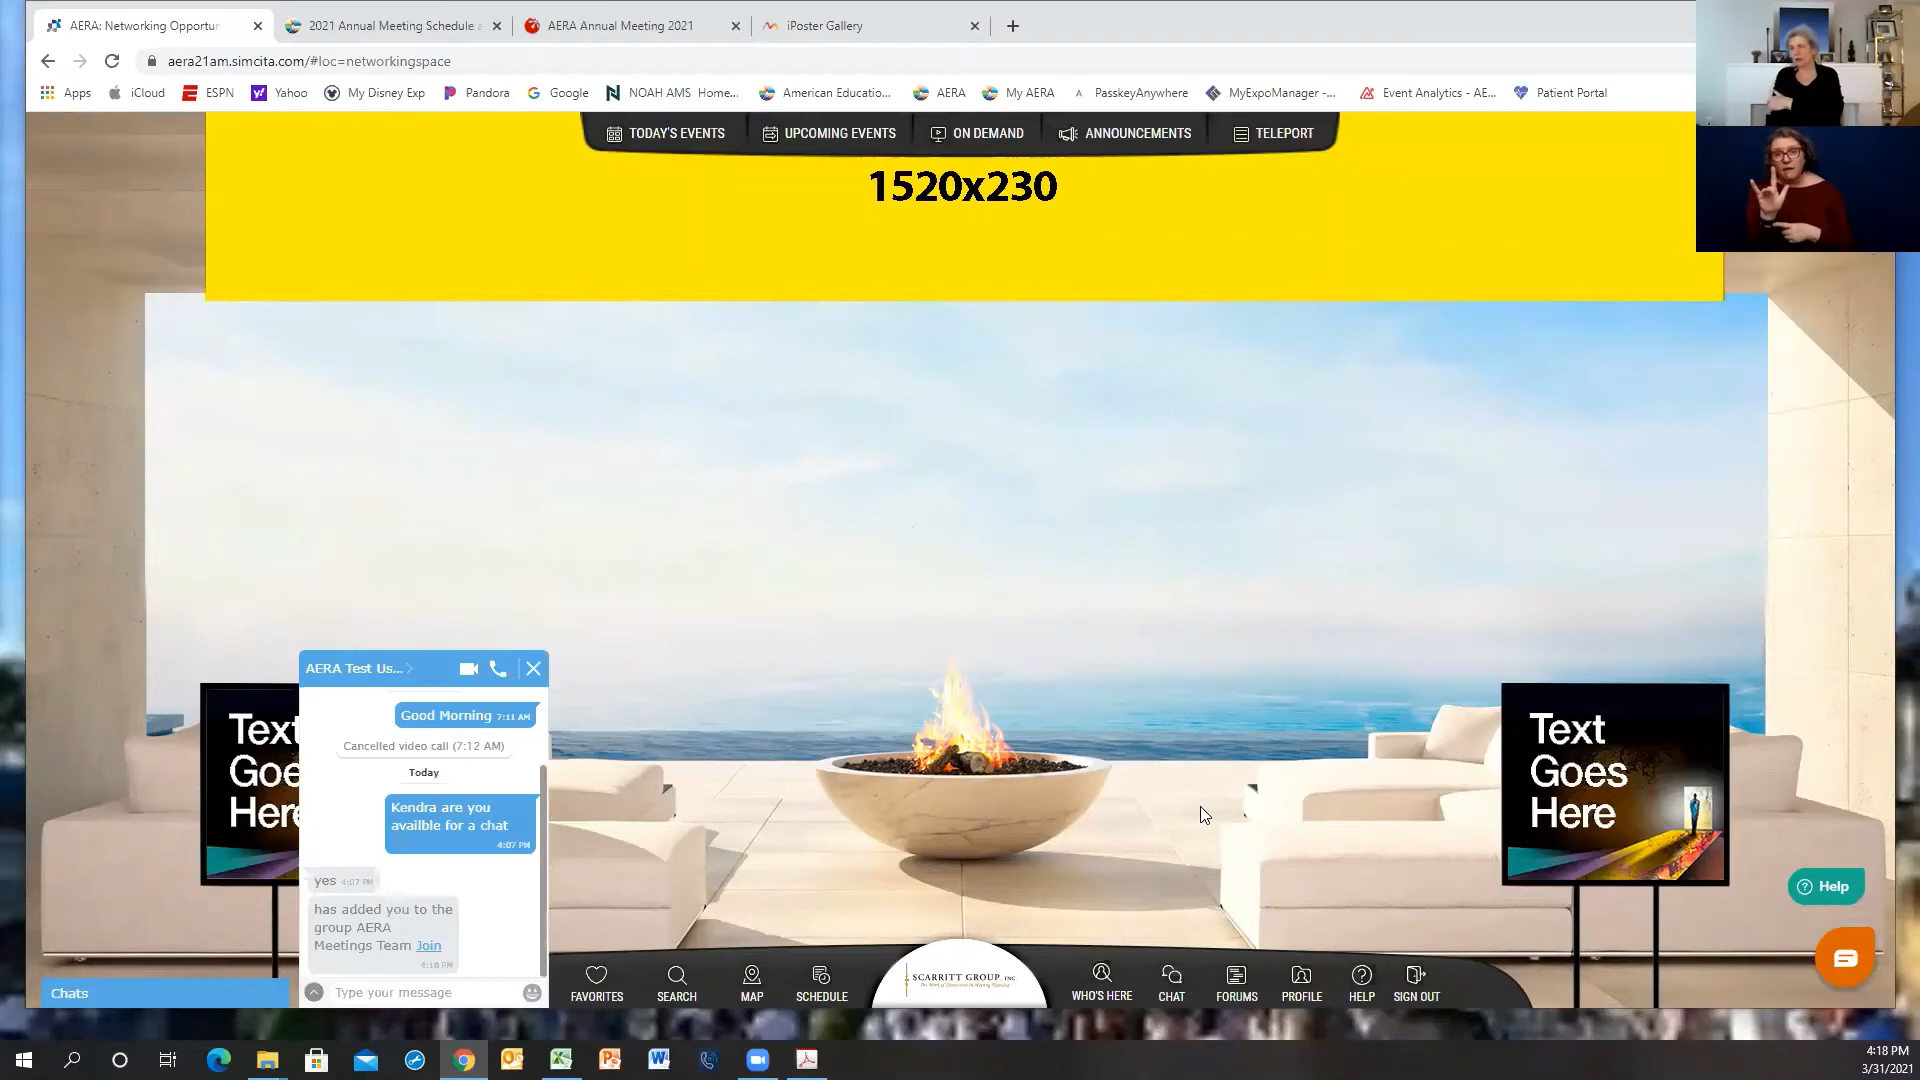 AERA: Networking Opportu
2021 Annual Meeting Schedule
AERA Annual Meeting 2021
iPoster Gallery
aera21am.simcita.com/#loc=networkingspace
Apps
iCloud
ESPN
Yahoo
My Disney Exp
Pandora
Google
NOAH AMS Home...
American Educatio...
AERA
My AERA
PasskeyAnywhere
MyExpoManager -...
Event Analytics - AE...
Patient Portal
TODAY'S EVENTS
UPCOMING EVENTS
ON DEMAND
ANNOUNCEMENTS
TELEPORT
1520x230
AERA Test Us...
Good Morning 7:11 AM
Cancelled video call (7:12 AM)
Today
Kendra are you
availble for a chat
4:07 PM
yes 4:07 PM
has added you to the
group AERA
Meetings Team Join
4:18 PM
Type your message
Chats
Text
Goes
Here
Text
Goes
Here
Help
FAVORITES
SEARCH
MAP
SCHEDULE
SCARRITT GROUP, INC
WHO'S HERE
CHAT
FORUMS
PROFILE
HELP
SIGN OUT
4:18 PM
3/31/2021